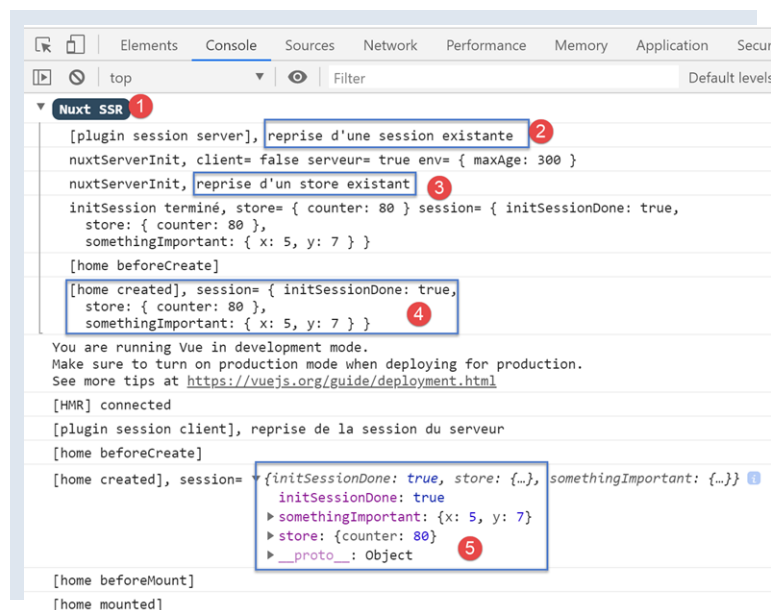 Elements Console Sources Network Performance Memory Application Secur
top ▼ Filter Default levels
▼ Nuxt SSR 1
[plugin session server], reprise d'une session existante 2
nuxtServerInit, client= false serveur= true env= { maxAge: 300 }
nuxtServerInit, reprise d'un store existant 3
initSession terminé, store= { counter: 80 } session= { initSessionDone: true,
store: { counter: 80 },
somethingImportant: { x: 5, y: 7 } }
[home beforeCreate]
[home created], session= { initSessionDone: true,
store: { counter: 80 },
somethingImportant: { x: 5, y: 7 } } 4
You are running Vue in development mode.
Make sure to turn on production mode when deploying for production.
See more tips at https://vuejs.org/guide/deployment.html
[HMR] connected
[plugin session client], reprise de la session du serveur
[home beforeCreate]
[home created], session= ▼ {initSessionDone: true, store: {…}, somethingImportant: {…}} i
initSessionDone: true
▶ somethingImportant: {x: 5, y: 7}
▶ store: {counter: 80}
▶ __proto__: Object 5
[home beforeMount]
[home mounted]